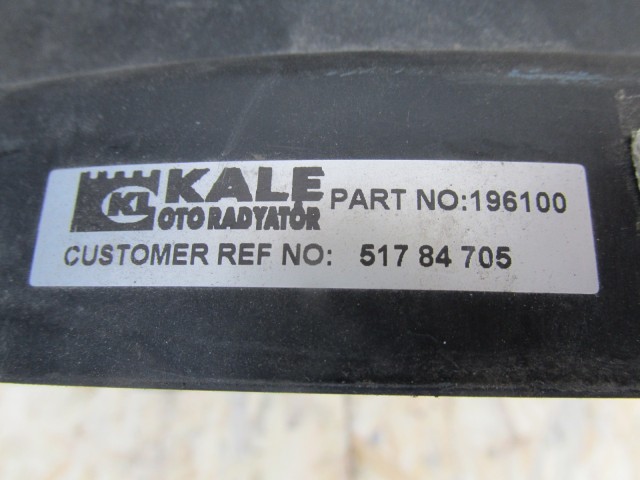 KL KALE
OTO RADYATOR
PART NO:196100
CUSTOMER REF NO: 517 84 705